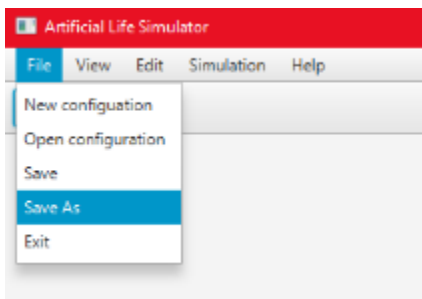 Artificial Life Simulator
File View Edit Simulation Help
New configuation
Open configuration
Save
Save As
Exit